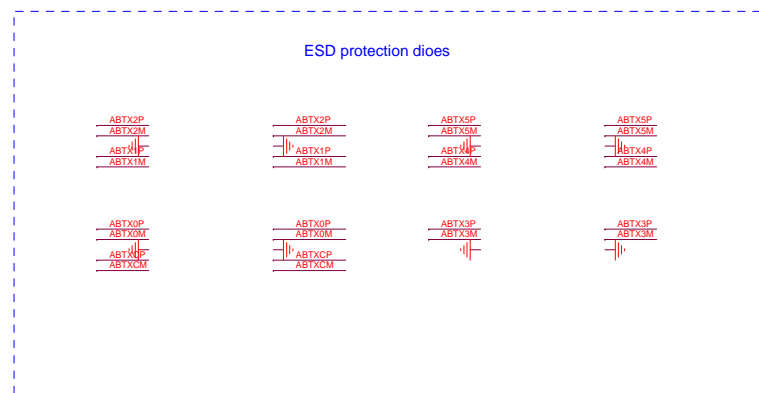 ESD protection dioes
ABTX2P
ABTX2M
ABTX1P
ABTX1M
ABTX2P
ABTX2M
ABTX1P
ABTX1M
ABTX5P
ABTX5M
ABTX4P
ABTX4M
ABTX5P
ABTX5M
ABTX4P
ABTX4M
ABTX0P
ABTX0M
ABTXCP
ABTXCM
ABTX0P
ABTX0M
ABTXCP
ABTXCM
ABTX3P
ABTX3M
ABTX3P
ABTX3M